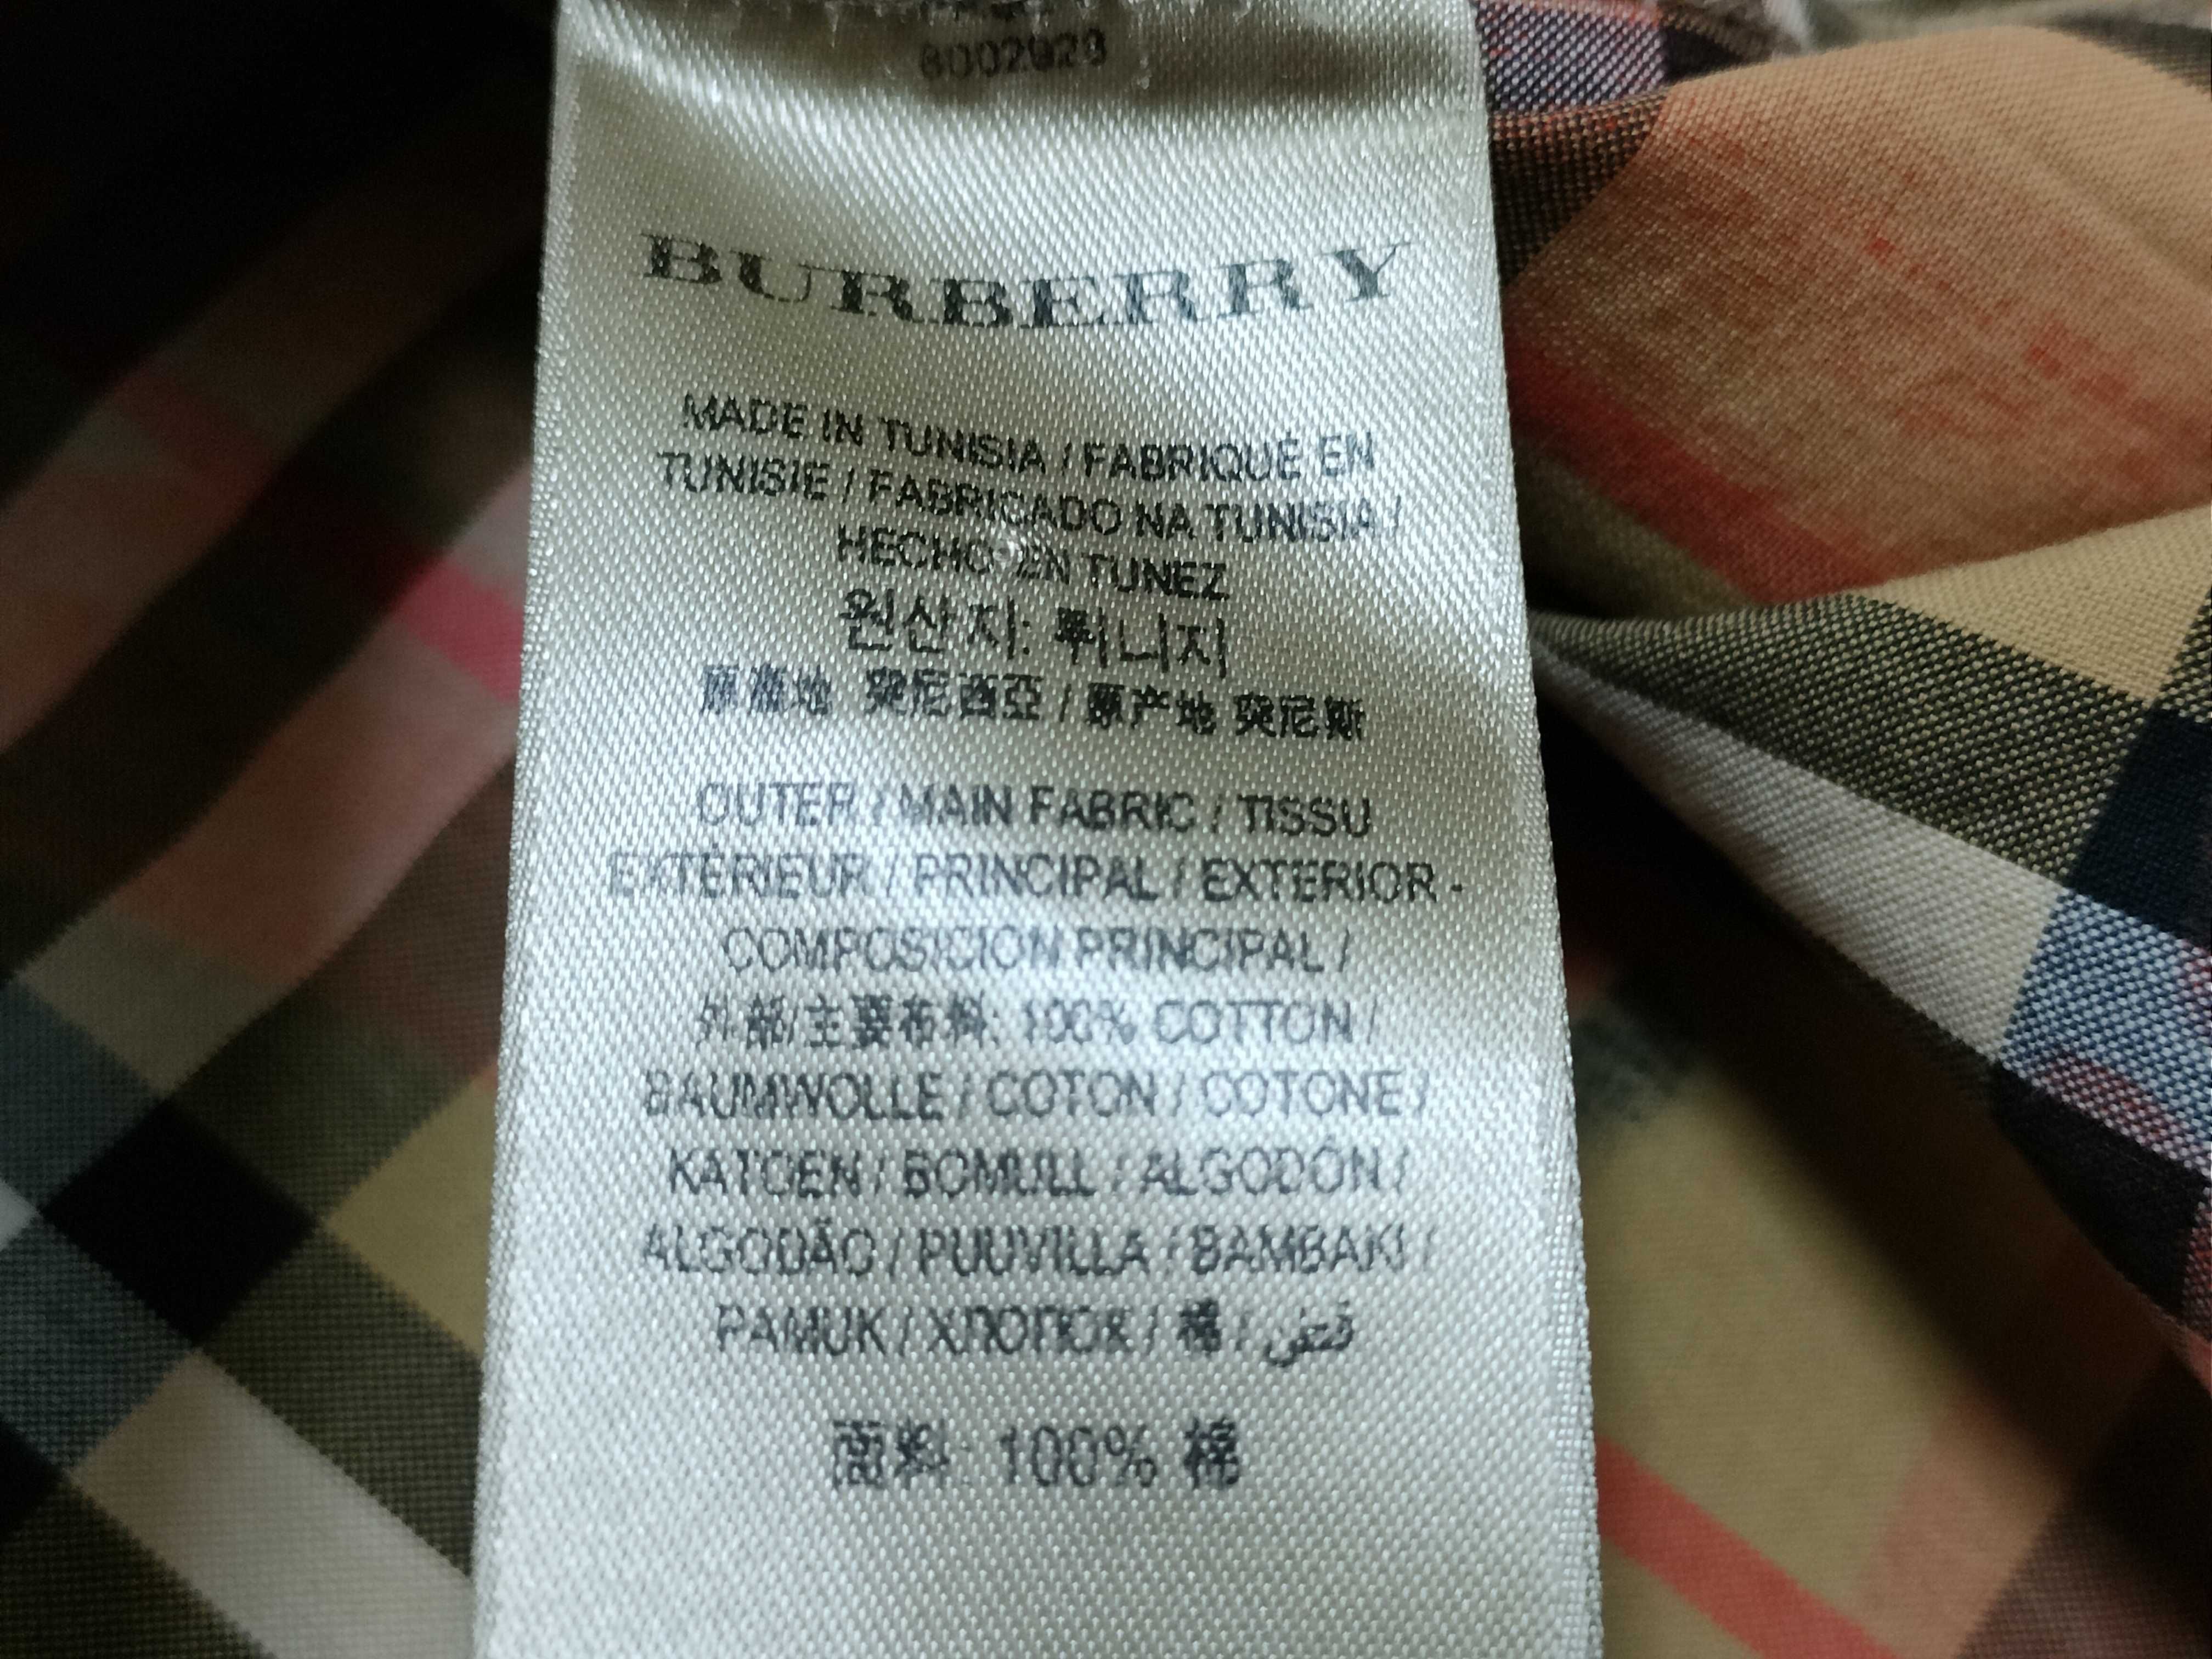 8002929
BURBERRY
MADE IN TUNISIA / FABRIQUÉ EN
TUNISIE / FABRICADO NA TUNISIA /
HECHO EN TUNEZ
원산지: 튀니지
原產地 突尼西亞 / 原产地 突尼斯
OUTER / MAIN FABRIC / TISSU
EXTÉRIEUR / PRINCIPAL / EXTERIOR -
COMPOSICION PRINCIPAL /
外部/主要布料: 100% COTTON /
BAUMWOLLE / COTON / COTONE /
KATOEN / BOMULL / ALGODÓN /
ALGODÃO / PUUVILLA / BAMBAKI /
PAMUK / ХЛОПОК / 棉 / قطن
面料: 100% 棉